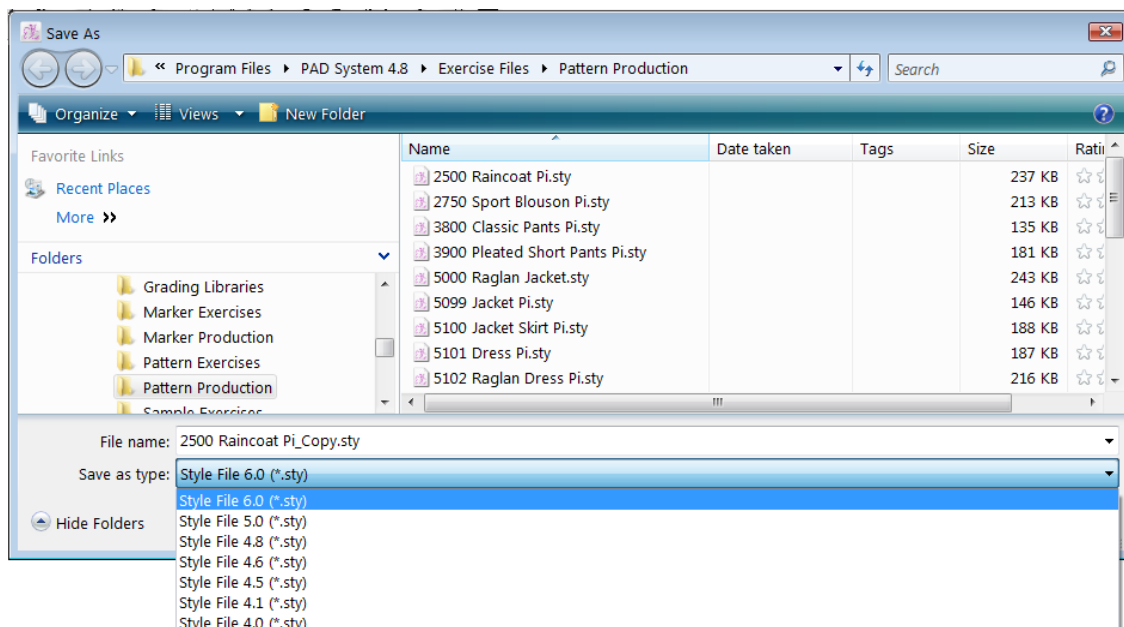 Save As
« Program Files ▸ PAD System 4.8 ▸ Exercise Files ▸ Pattern Production
Search
Organize Views New Folder
Favorite Links
Recent Places
More »
Folders
Grading Libraries
Marker Exercises
Marker Production
Pattern Exercises
Pattern Production
Sample Exercises
Name Date taken Tags Size
2500 Raincoat Pi.sty 237 KB
2750 Sport Blouson Pi.sty 213 KB
3800 Classic Pants Pi.sty 135 KB
3900 Pleated Short Pants Pi.sty 181 KB
5000 Raglan Jacket.sty 243 KB
5099 Jacket Pi.sty 146 KB
5100 Jacket Skirt Pi.sty 188 KB
5101 Dress Pi.sty 187 KB
5102 Raglan Dress Pi.sty 216 KB
File name: 2500 Raincoat Pi_Copy.sty
Save as type: Style File 6.0 (*.sty)
Style File 6.0 (*.sty)
Style File 5.0 (*.sty)
Hide Folders
Style File 4.8 (*.sty)
Style File 4.6 (*.sty)
Style File 4.5 (*.sty)
Style File 4.1 (*.sty)
Style File 4.0 (*.sty)